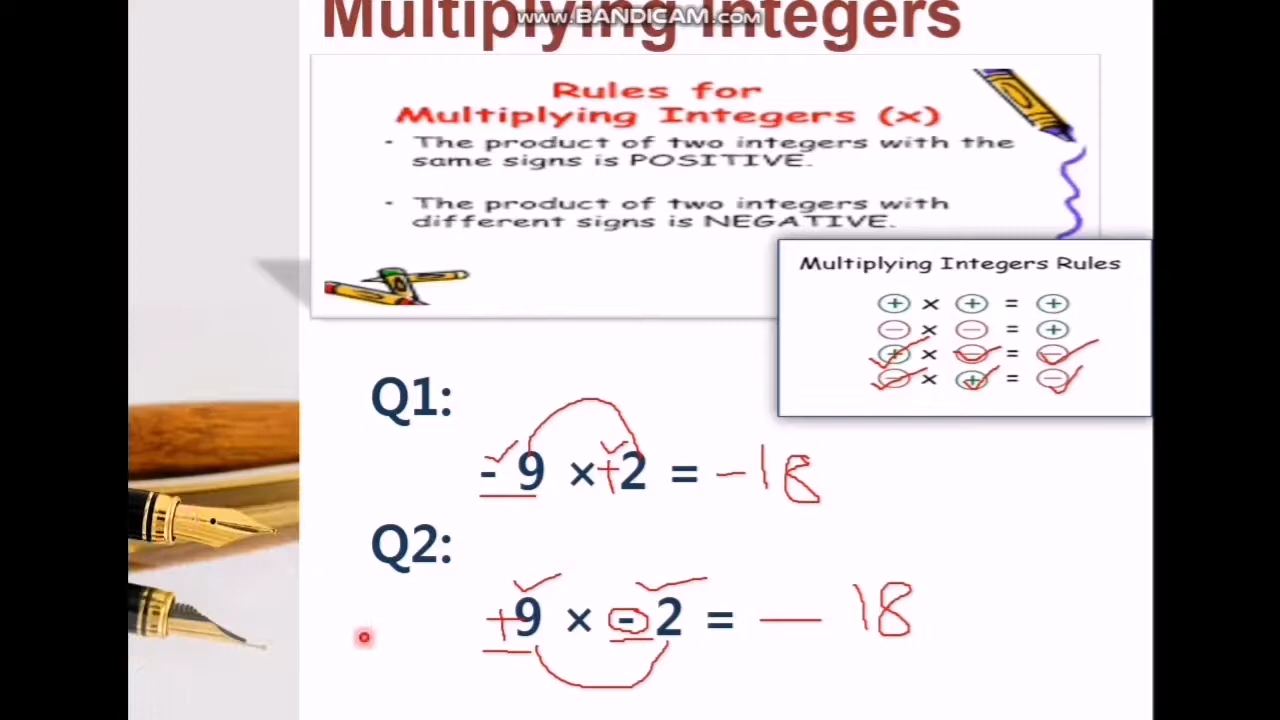 Multiplying Integers
www.BANDICAM.com
Rules for
Multiplying Integers (x)
• The product of two integers with the
same signs is POSITIVE.
• The product of two integers with
different signs is NEGATIVE.
Multiplying Integers Rules
+ x + = +
− x − = +
+ x − = −
− x + = −
Q1:
- 9 × +2 = -18
Q2:
+9 × - 2 = — 18